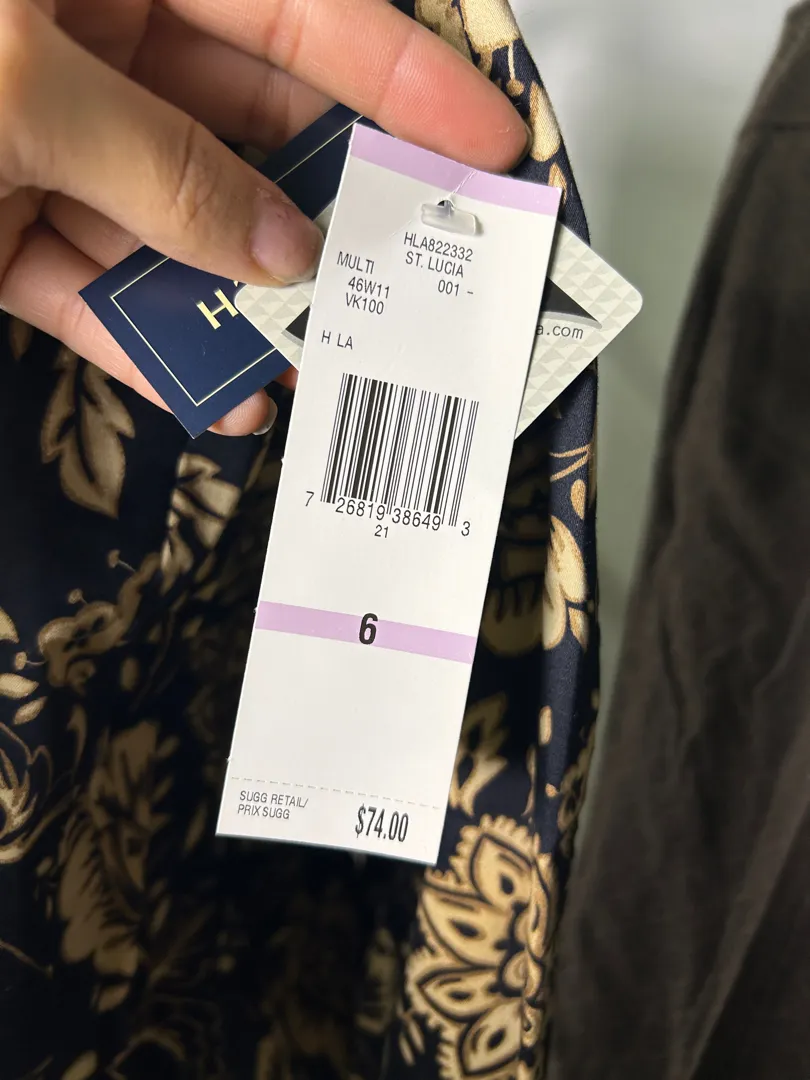 HLA822332
MULTI ST. LUCIA
46W11 001 -
VK100
H LA
7 26819 38649 3
21
6
SUGG RETAIL/
PRIX SUGG
$74.00
H
a.com